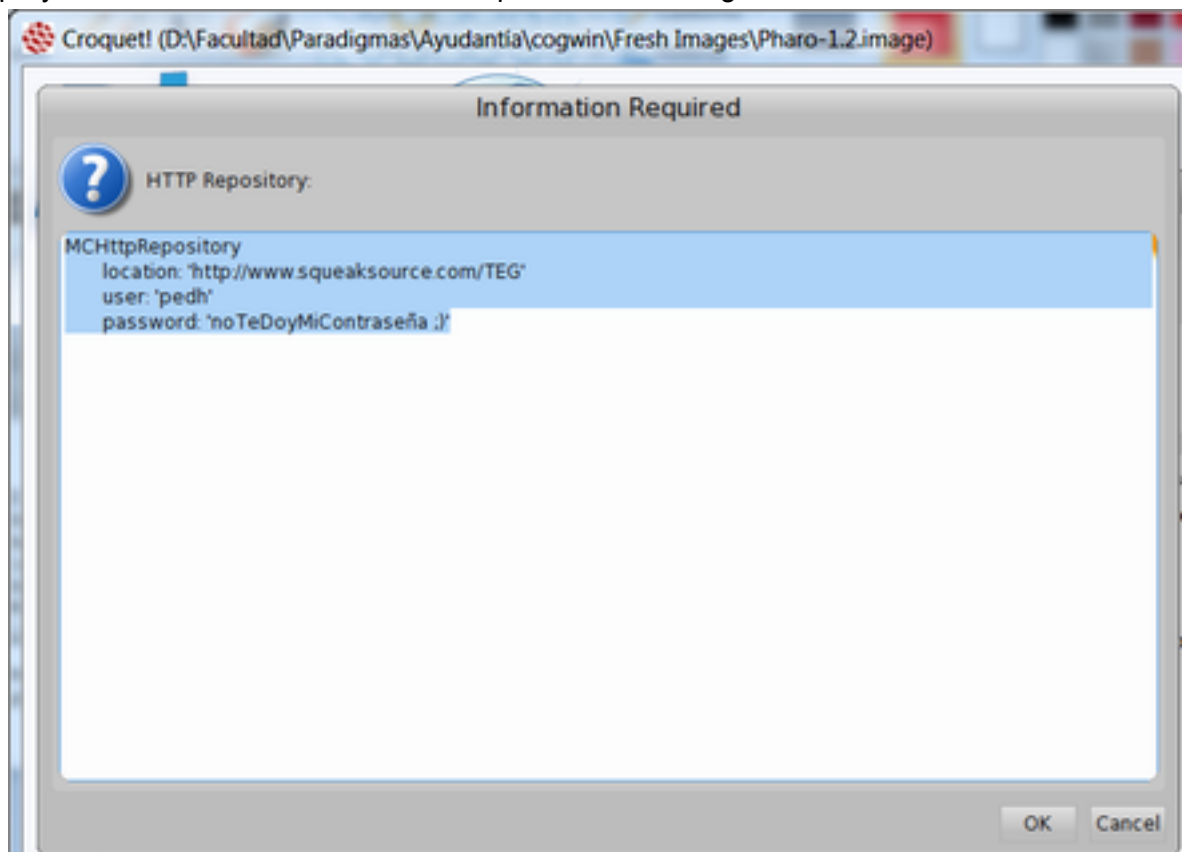 Croquet! (D:\Facultad\Paradigmas\Ayudantía\cogwin\Fresh Images\Pharo-1.2.image)
Information Required
HTTP Repository:
MCHttpRepository
location: 'http://www.squeaksource.com/TEG'
user: 'pedh'
password: 'noTeDoyMiContraseña ;)'
OK Cancel